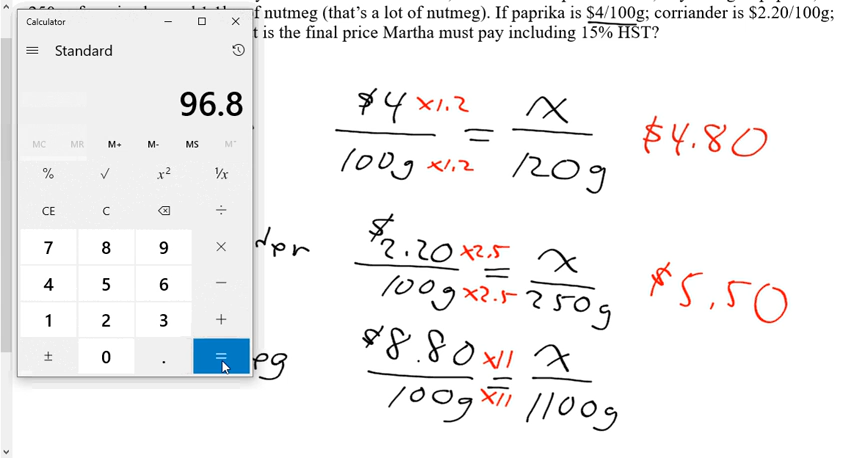 f nutmeg (that's a lot of nutmeg). If paprika is $4/100g; corriander is $2.20/100g;
t is the final price Martha must pay including 15% HST?
Calculator
Standard
96.8
MC MR M+ M- MS M˅
% √ x² ¹/x
CE C ÷
7 8 9 ×
4 5 6 −
1 2 3 +
± 0 . =
$4 ×1.2 = x
100g ×1.2 120g
$4.80
der
$2.20 ×2.5 = x
100g ×2.5 250g
$5.50
eg
$8.80 ×11 = x
100g ×11 1100g